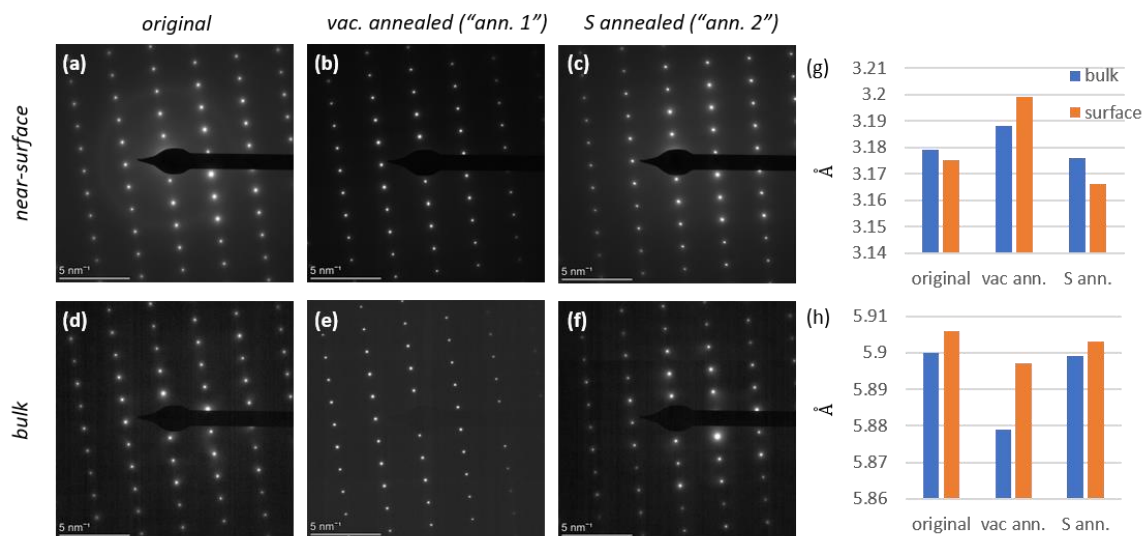 original
vac. annealed (“ann. 1”)
S annealed (“ann. 2”)
near-surface
(a)
5 nm⁻¹
(b)
5 nm⁻¹
(c)
5 nm⁻¹
bulk
(d)
5 nm⁻¹
(e)
5 nm⁻¹
(f)
5 nm⁻¹
(g)
3.21
3.2
3.19
3.18
3.17
3.16
3.15
3.14
Å
bulk
surface
original
vac ann.
S ann.
(h)
5.91
5.9
5.89
5.88
5.87
5.86
Å
original
vac ann.
S ann.